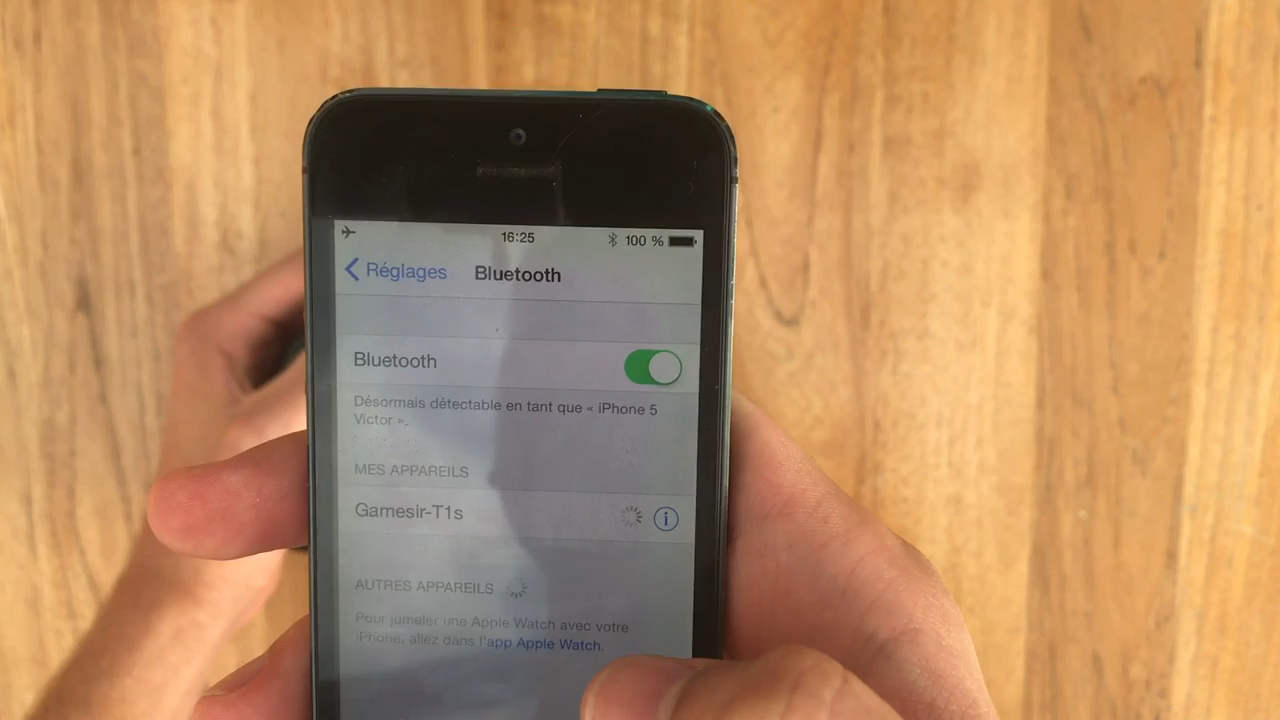 16:25 100 %
Réglages Bluetooth
Bluetooth
Désormais détectable en tant que « iPhone 5
Victor ».
MES APPAREILS
Gamesir-T1s
AUTRES APPAREILS
Pour jumeler une Apple Watch avec votre
iPhone, allez dans l'app Apple Watch.